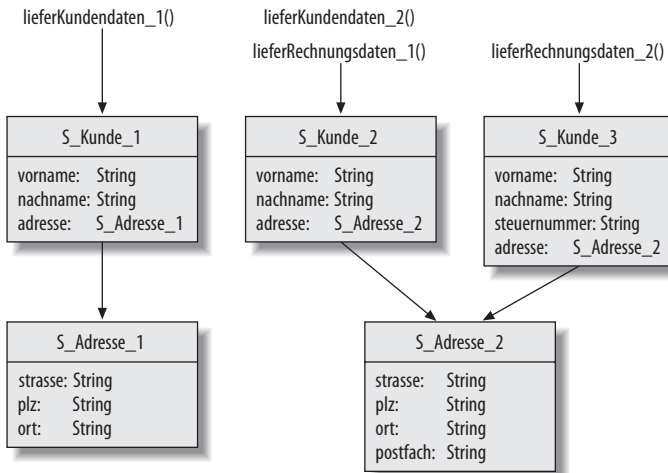 lieferKundendaten_1()
lieferKundendaten_2()
lieferRechnungsdaten_1()
lieferRechnungsdaten_2()
S_Kunde_1
vorname: String
nachname: String
adresse: S_Adresse_1
S_Kunde_2
vorname: String
nachname: String
adresse: S_Adresse_2
S_Kunde_3
vorname: String
nachname: String
steuernummer: String
adresse: S_Adresse_2
S_Adresse_1
strasse: String
plz: String
ort: String
S_Adresse_2
strasse: String
plz: String
ort: String
postfach: String